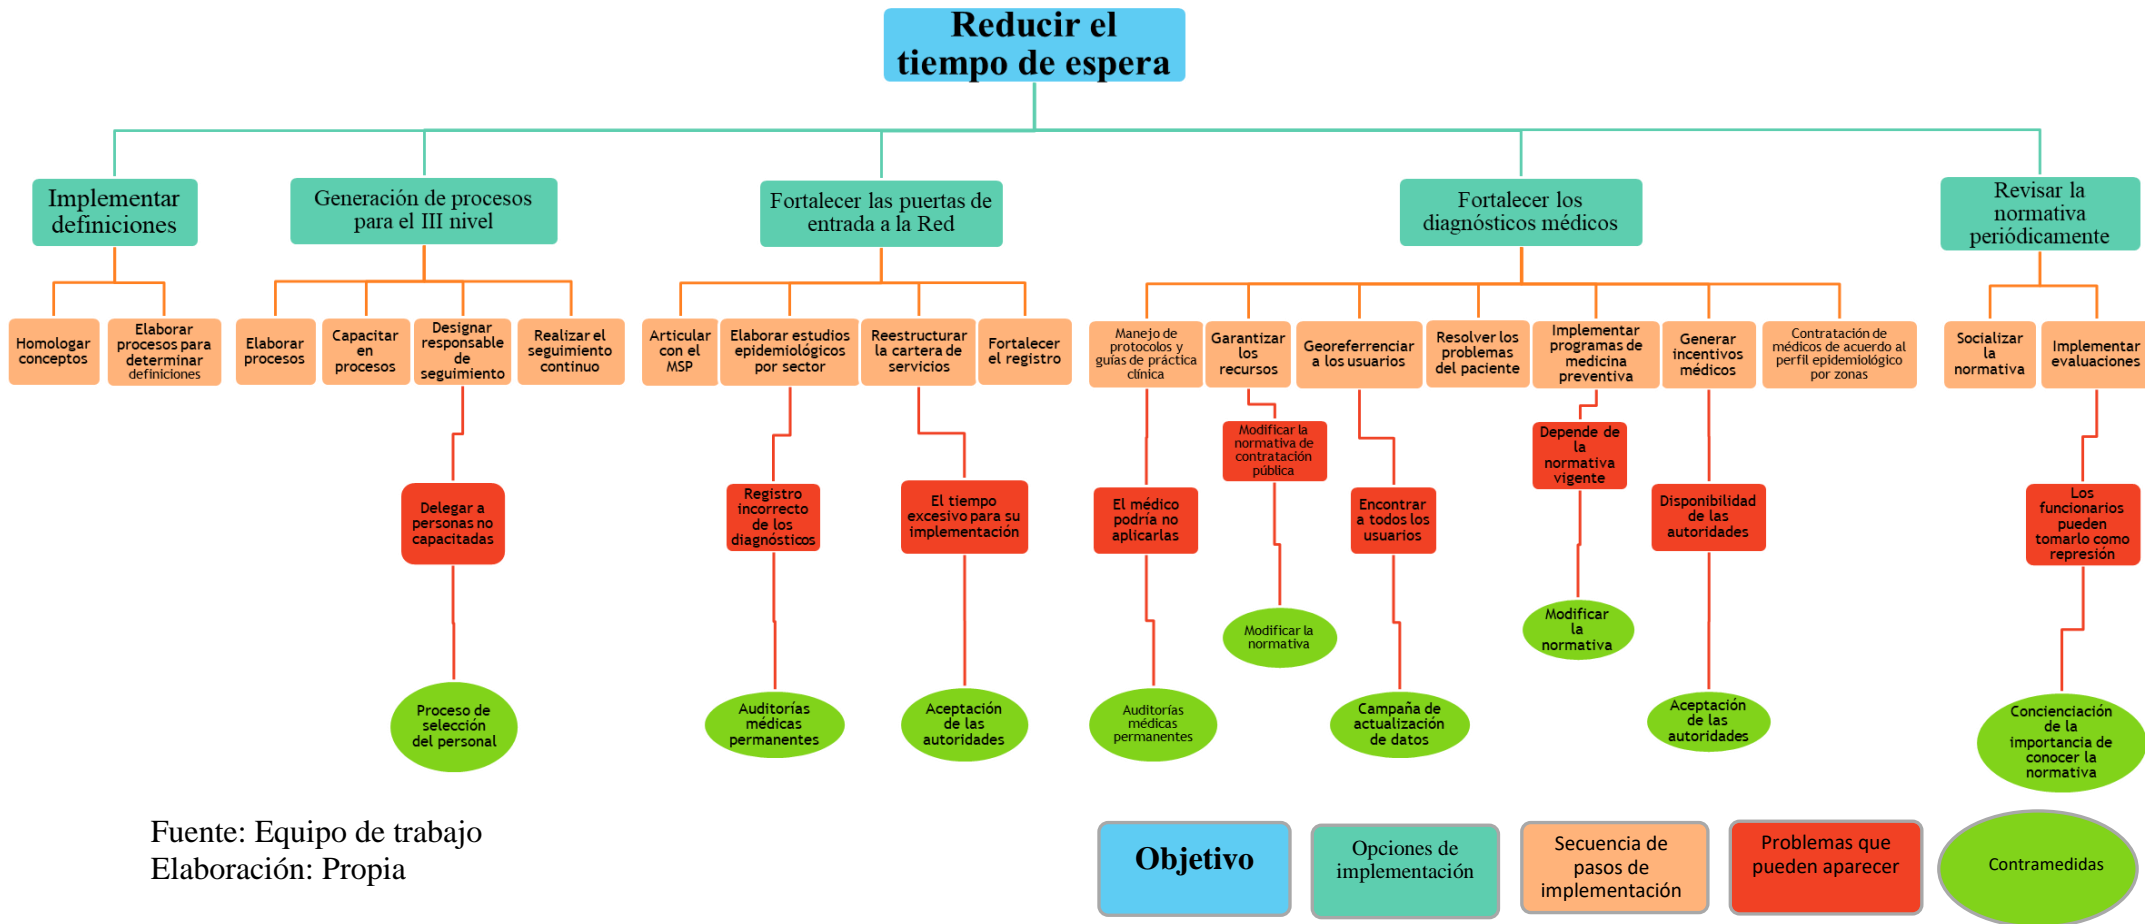 Reducir el
tiempo de espera
Implementar
definiciones
Generación de procesos
para el III nivel
Fortalecer las puertas de
entrada a la Red
Fortalecer los
diagnósticos médicos
Revisar la
normativa
periódicamente
Homologar
conceptos
Elaborar
procesos para
determinar
definiciones
Elaborar
procesos
Capacitar
en
procesos
Designar
responsable
de
seguimiento
Realizar el
seguimiento
continuo
Articular
con el
MSP
Elaborar estudios
epidemiológicos
por sector
Reestructurar
la cartera de
servicios
Fortalecer
el registro
Manejo de
protocolos y
guías de práctica
clínica
Garantizar
los
recursos
Georeferrenciar
a los usuarios
Resolver los
problemas
del paciente
Implementar
programas de
medicina
preventiva
Generar
incentivos
médicos
Contratación de
médicos de acuerdo al
perfil epidemiológico
por zonas
Socializar
la
normativa
Implementar
evaluaciones
Delegar a
personas no
capacitadas
Registro
incorrecto
de los
diagnósticos
El tiempo
excesivo para su
implementación
El médico
podría no
aplicarlas
Modificar la
normativa de
contratación
pública
Encontrar
a todos los
usuarios
Depende de
la
normativa
vigente
Disponibilidad
de las
autoridades
Los
funcionarios
pueden
tomarlo como
represión
Proceso de
selección
del personal
Auditorías
médicas
permanentes
Aceptación
de las
autoridades
Auditorías
médicas
permanentes
Modificar la
normativa
Campaña de
actualización
de datos
Modificar
la
normativa
Aceptación
de las
autoridades
Concienciación
de la
importancia de
conocer la
normativa
Fuente: Equipo de trabajo
Elaboración: Propia
Objetivo
Opciones de
implementación
Secuencia de
pasos de
implementación
Problemas que
pueden aparecer
Contramedidas